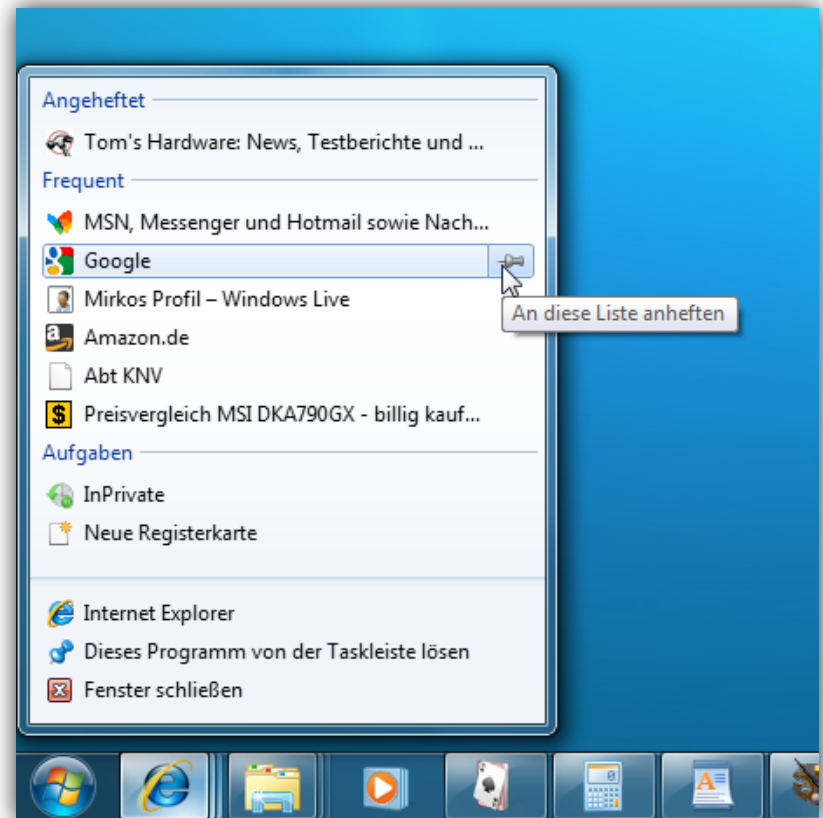 Angeheftet
Tom's Hardware: News, Testberichte und ...
Frequent
MSN, Messenger und Hotmail sowie Nach...
Google
Mirkos Profil – Windows Live
An diese Liste anheften
Amazon.de
Abt KNV
Preisvergleich MSI DKA790GX - billig kauf...
Aufgaben
InPrivate
Neue Registerkarte
Internet Explorer
Dieses Programm von der Taskleiste lösen
Fenster schließen